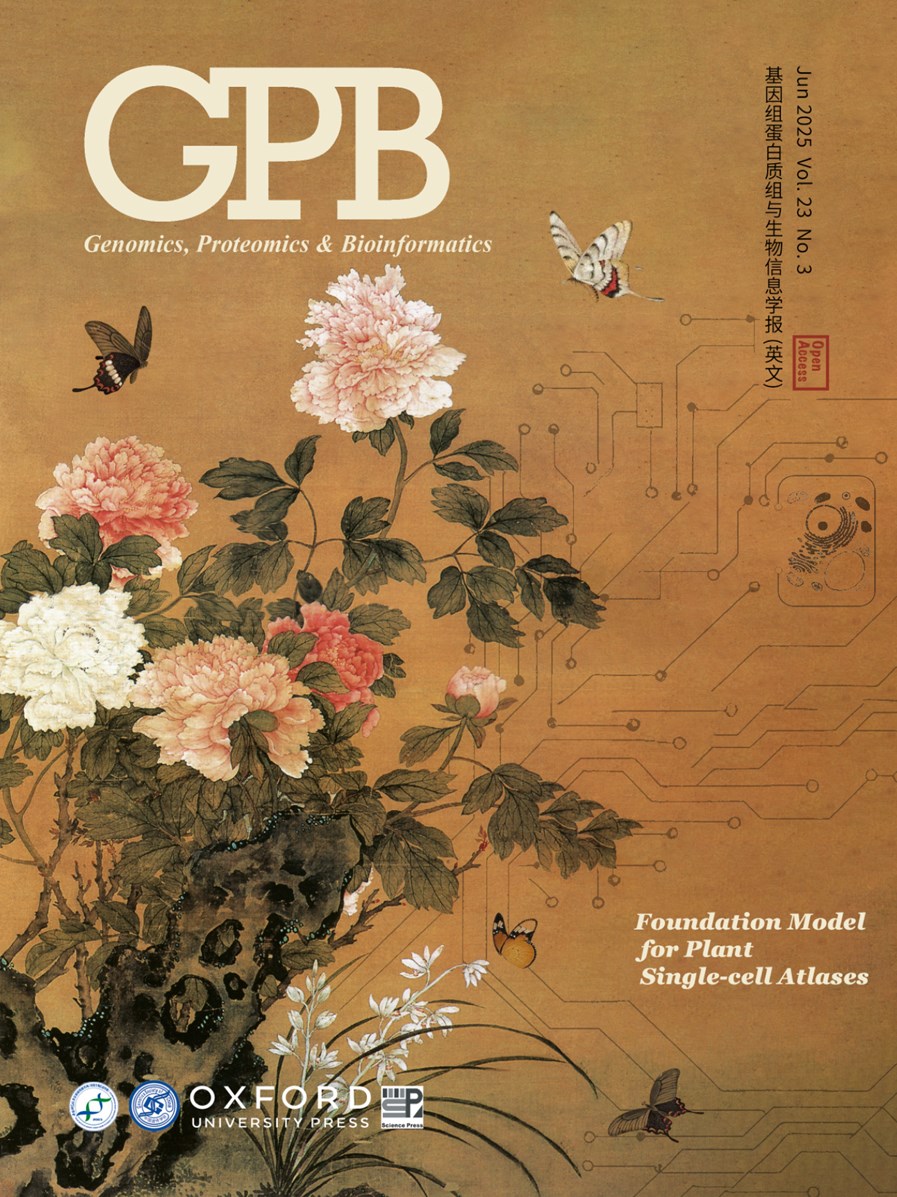 GPB
Genomics, Proteomics & Bioinformatics
Jun 2025 Vol. 23 No. 3
基因组蛋白质组与生物信息学报 (英文)
Open
Access
Foundation Model
for Plant
Single-cell Atlases
OXFORD
UNIVERSITY PRESS
SP
Science Press